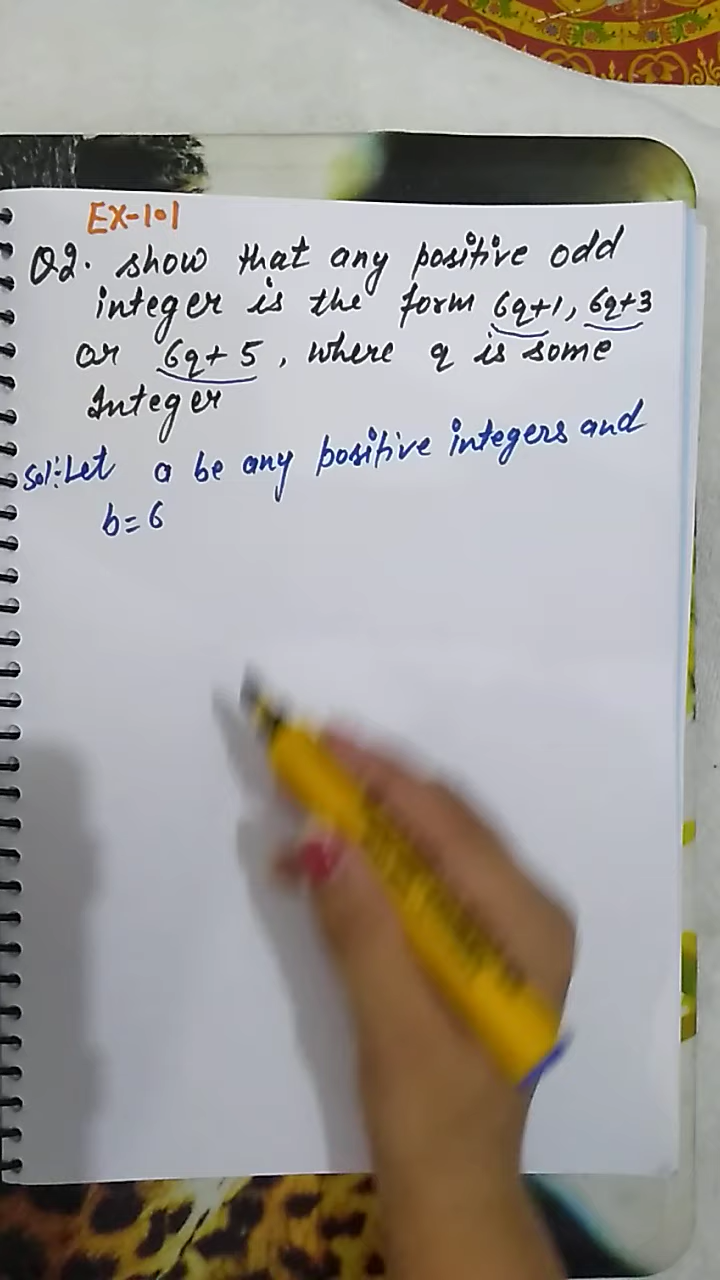 EX-1.1
Q2. show that any positive odd
integer is the form 6q+1, 6q+3
or 6q+5, where q is some
Integer
Sol:- Let a be any positive integers and
b=6